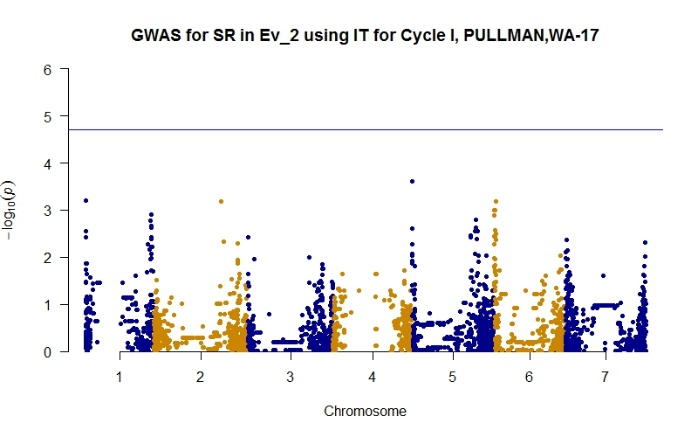 GWAS for SR in Ev_2 using IT for Cycle I, PULLMAN,WA-17
6
5
4
3
2
1
0
−log10(p)
1 2 3 4 5 6 7
Chromosome